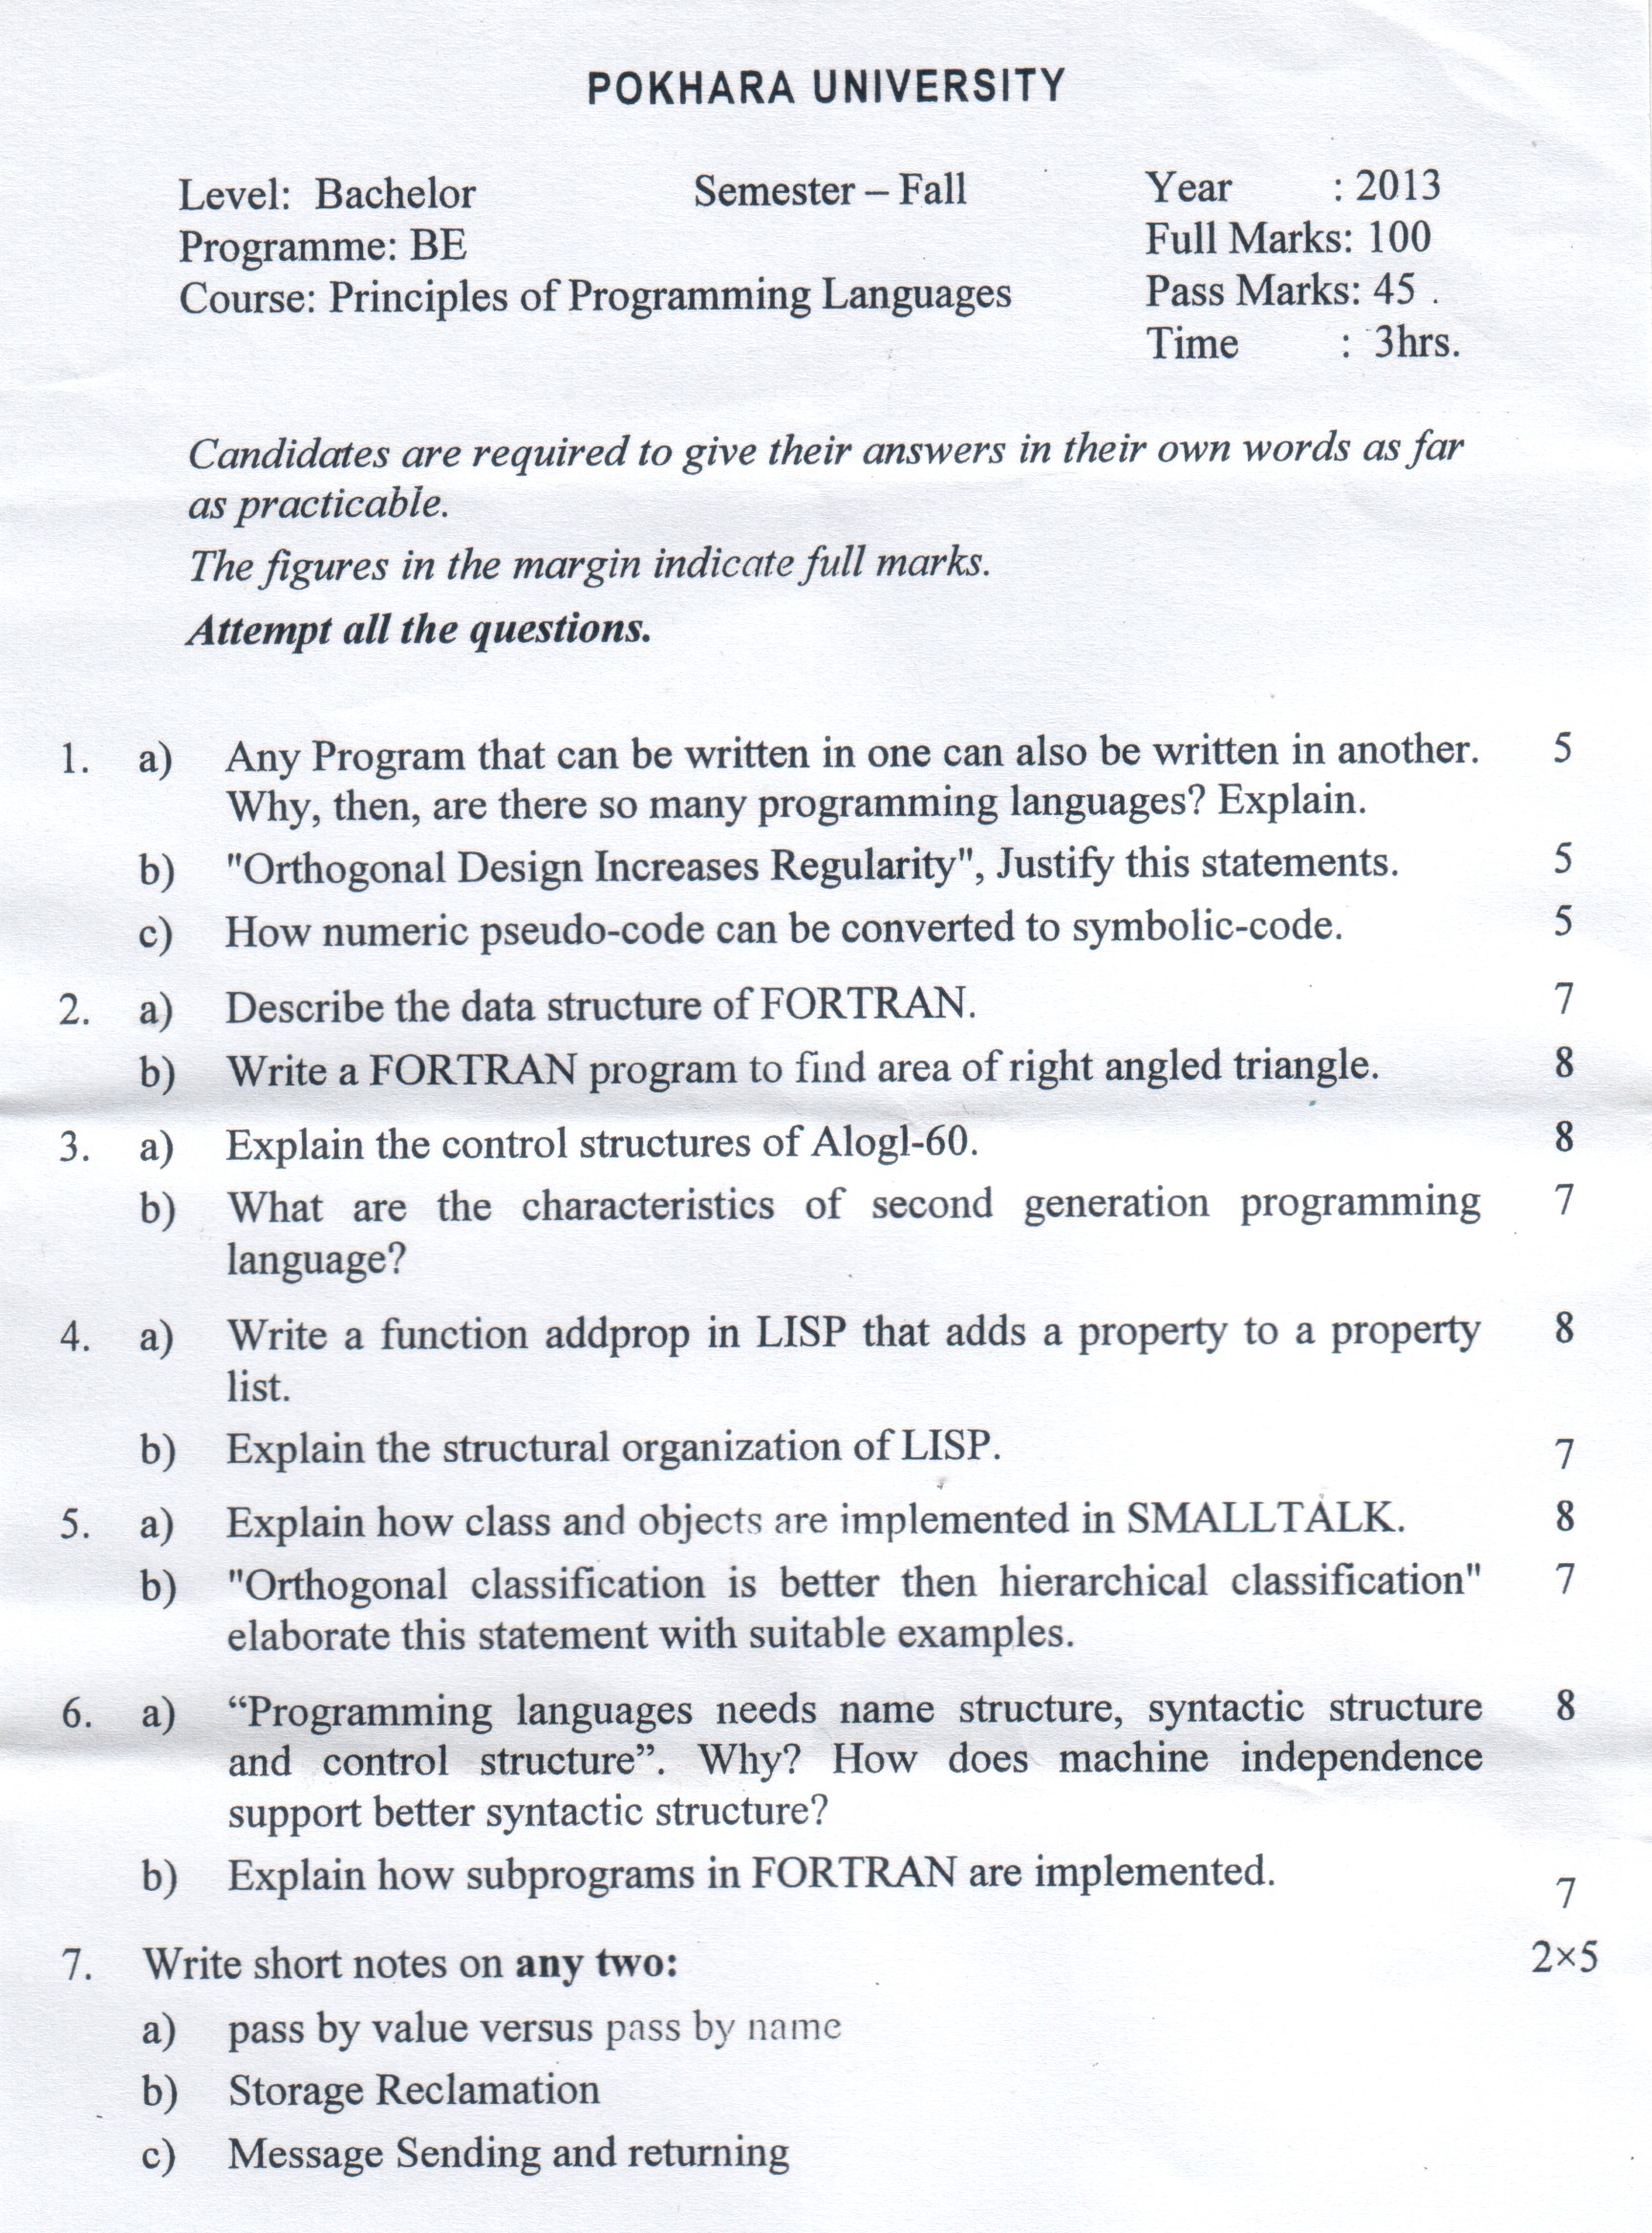 POKHARA UNIVERSITY
Level: Bachelor Semester – Fall Year : 2013
Programme: BE Full Marks: 100
Course: Principles of Programming Languages Pass Marks: 45
Time : 3hrs.
Candidates are required to give their answers in their own words as far
as practicable.
The figures in the margin indicate full marks.
Attempt all the questions.
1. a) Any Program that can be written in one can also be written in another. 5
Why, then, are there so many programming languages? Explain.
b) "Orthogonal Design Increases Regularity", Justify this statements. 5
c) How numeric pseudo-code can be converted to symbolic-code. 5
2. a) Describe the data structure of FORTRAN. 7
b) Write a FORTRAN program to find area of right angled triangle. 8
3. a) Explain the control structures of Alogl-60. 8
b) What are the characteristics of second generation programming 7
language?
4. a) Write a function addprop in LISP that adds a property to a property 8
list.
b) Explain the structural organization of LISP. 7
5. a) Explain how class and objects are implemented in SMALLTALK. 8
b) "Orthogonal classification is better then hierarchical classification" 7
elaborate this statement with suitable examples.
6. a) “Programming languages needs name structure, syntactic structure 8
and control structure”. Why? How does machine independence
support better syntactic structure?
b) Explain how subprograms in FORTRAN are implemented. 7
7. Write short notes on any two: 2×5
a) pass by value versus pass by name
b) Storage Reclamation
c) Message Sending and returning